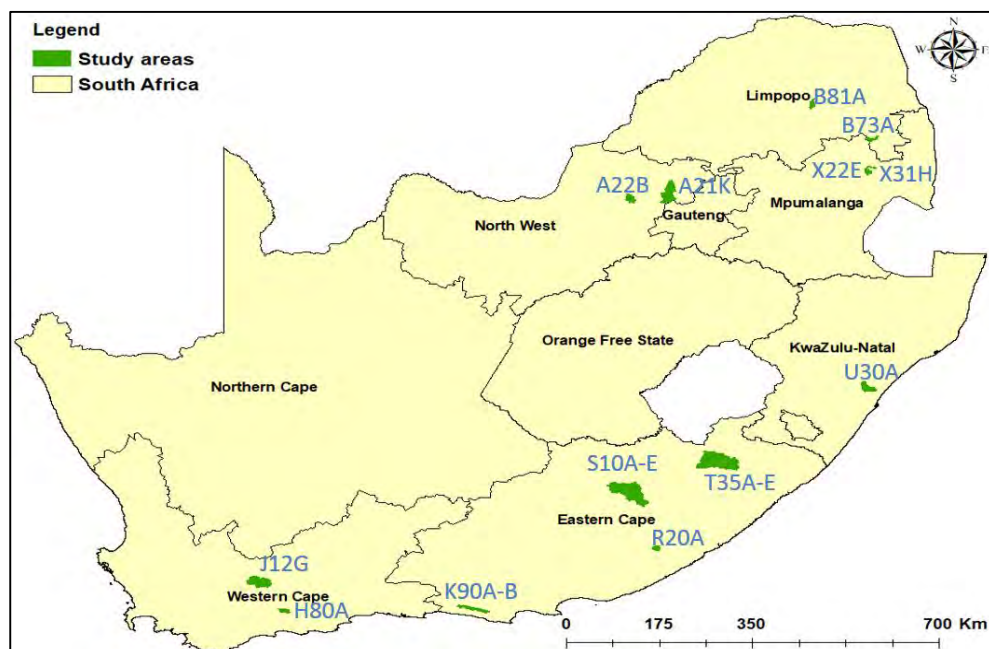 Legend
Study areas
South Africa
N
W
E
S
Limpopo
B81A
B73A
X22E
X31H
A22B
A21K
Mpumalanga
Gauteng
North West
Orange Free State
KwaZulu-Natal
U30A
Northern Cape
S10A-E
T35A-E
Eastern Cape
R20A
J12G
Western Cape
H80A
K90A-B
0 175 350 700 Km